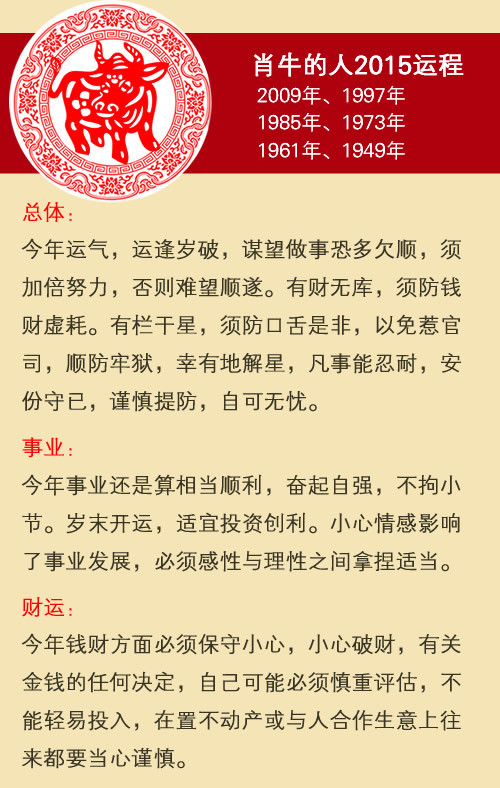 肖牛的人2015运程
2009年、1997年
1985年、1973年
1961年、1949年
总体：
今年运气，运逢岁破，谋望做事恐多欠顺，须
加倍努力，否则难望顺遂。有财无库，须防钱
财虚耗。有栏干星，须防口舌是非，以免惹官
司，顺防牢狱，幸有地解星，凡事能忍耐，安
份守已，谨慎提防，自可无忧。
事业：
今年事业还是算相当顺利，奋起自强，不拘小
节。岁末开运，适宜投资创利。小心情感影响
了事业发展，必须感性与理性之间拿捏适当。
财运：
今年钱财方面必须保守小心，小心破财，有关
金钱的任何决定，自己可能必须慎重评估，不
能轻易投入，在置不动产或与人合作生意上往
来都要当心谨慎。